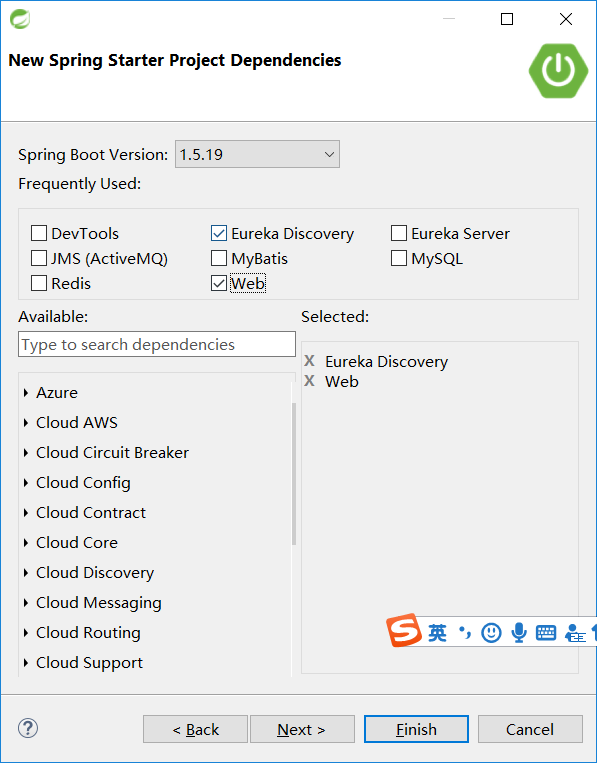 New Spring Starter Project Dependencies
Spring Boot Version: 1.5.19
Frequently Used:
DevTools Eureka Discovery Eureka Server
JMS (ActiveMQ) MyBatis MySQL
Redis Web
Available: Selected:
Type to search dependencies
X Eureka Discovery
X Web
Azure
Cloud AWS
Cloud Circuit Breaker
Cloud Config
Cloud Contract
Cloud Core
Cloud Discovery
Cloud Messaging
Cloud Routing
Cloud Support
S 英
? < Back Next > Finish Cancel